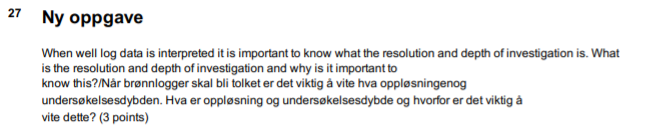 27 Ny oppgave
When well log data is interpreted it is important to know what the resolution and depth of investigation is. What
is the resolution and depth of investigation and why is it important to
know this?/Når brønnlogger skal bli tolket er det viktig å vite hva oppløsningenog
undersøkelsesdybden. Hva er oppløsning og undersøkelsesdybde og hvorfor er det viktig å
vite dette? (3 points)